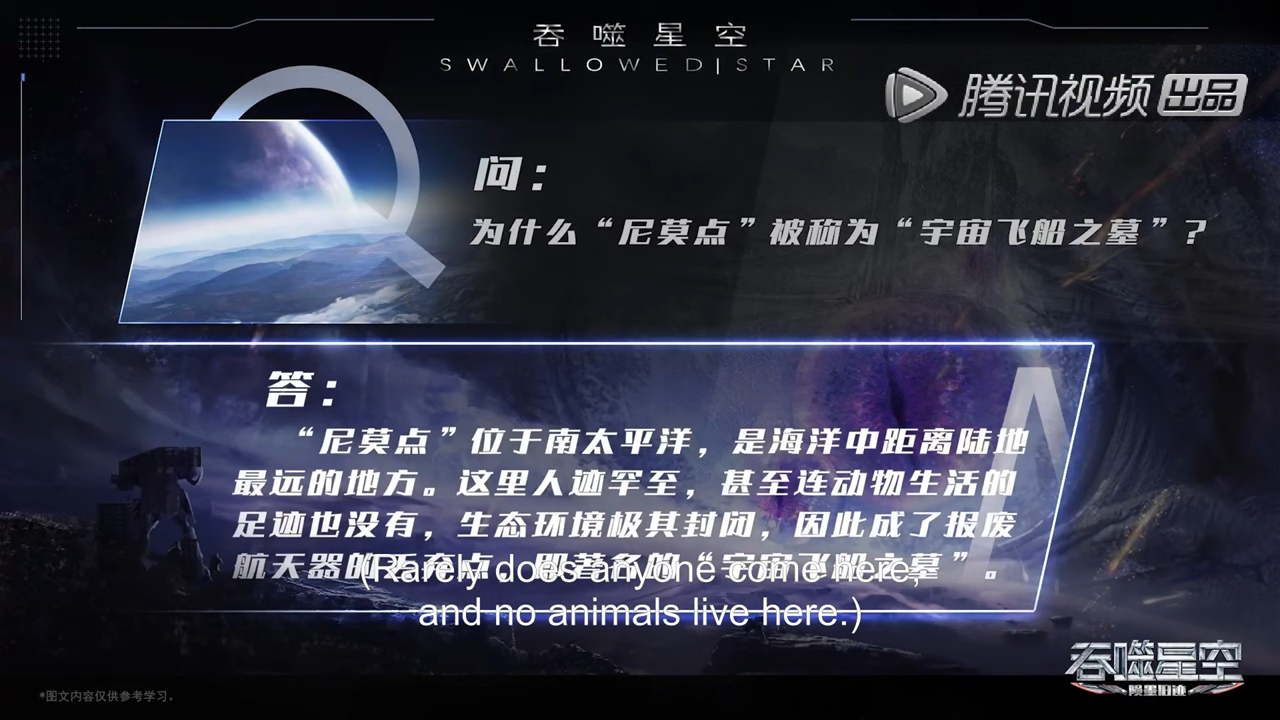 吞噬星空
SWALLOWED|STAR
腾讯视频 出品
问：
为什么“尼莫点”被称为“宇宙飞船之墓”？
答：
“尼莫点”位于南太平洋，是海洋中距离陆地
最远的地方。这里人迹罕至，甚至连动物生活的
足迹也没有，生态环境极其封闭，因此成了报废
航天器的 “宇宙飞船之墓”。
(Rarely does anyone come here,
and no animals live here.)
吞噬星空
陨墨旧迹
*图文内容仅供参考学习。